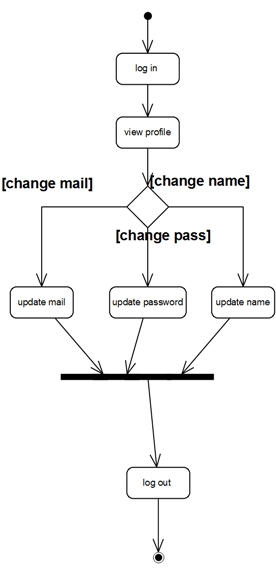 log in
view profile
[change mail]
[change name]
[change pass]
update mail
update password
update name
log out